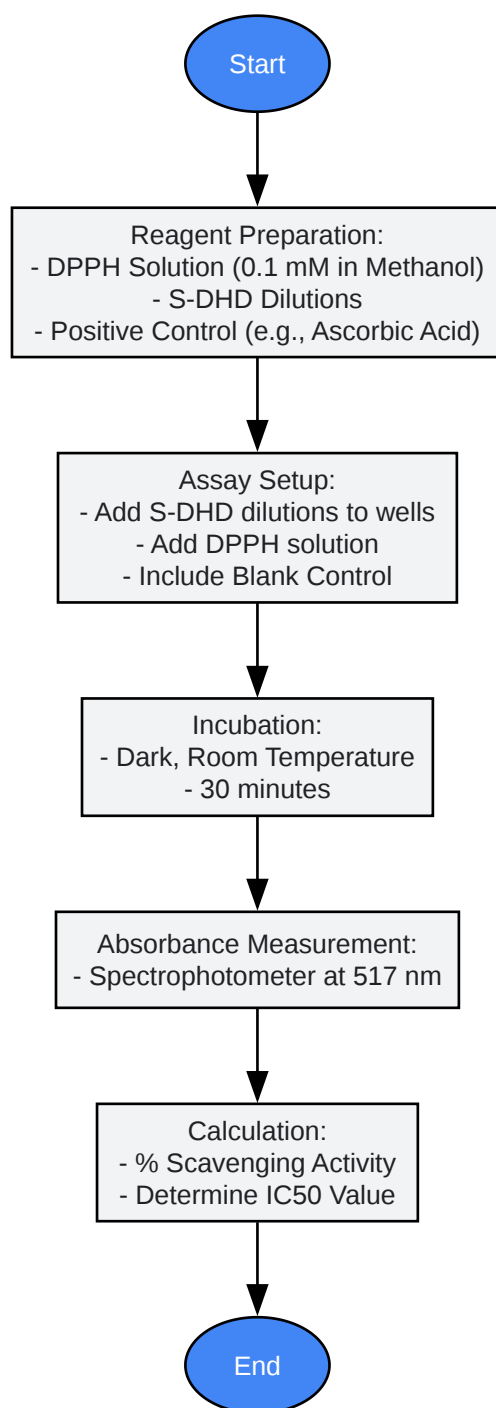 Start
Reagent Preparation:
- DPPH Solution (0.1 mM in Methanol)
- S-DHD Dilutions
- Positive Control (e.g., Ascorbic Acid)
Assay Setup:
- Add S-DHD dilutions to wells
- Add DPPH solution
- Include Blank Control
Incubation:
- Dark, Room Temperature
- 30 minutes
Absorbance Measurement:
- Spectrophotometer at 517 nm
Calculation:
- % Scavenging Activity
- Determine IC50 Value
End